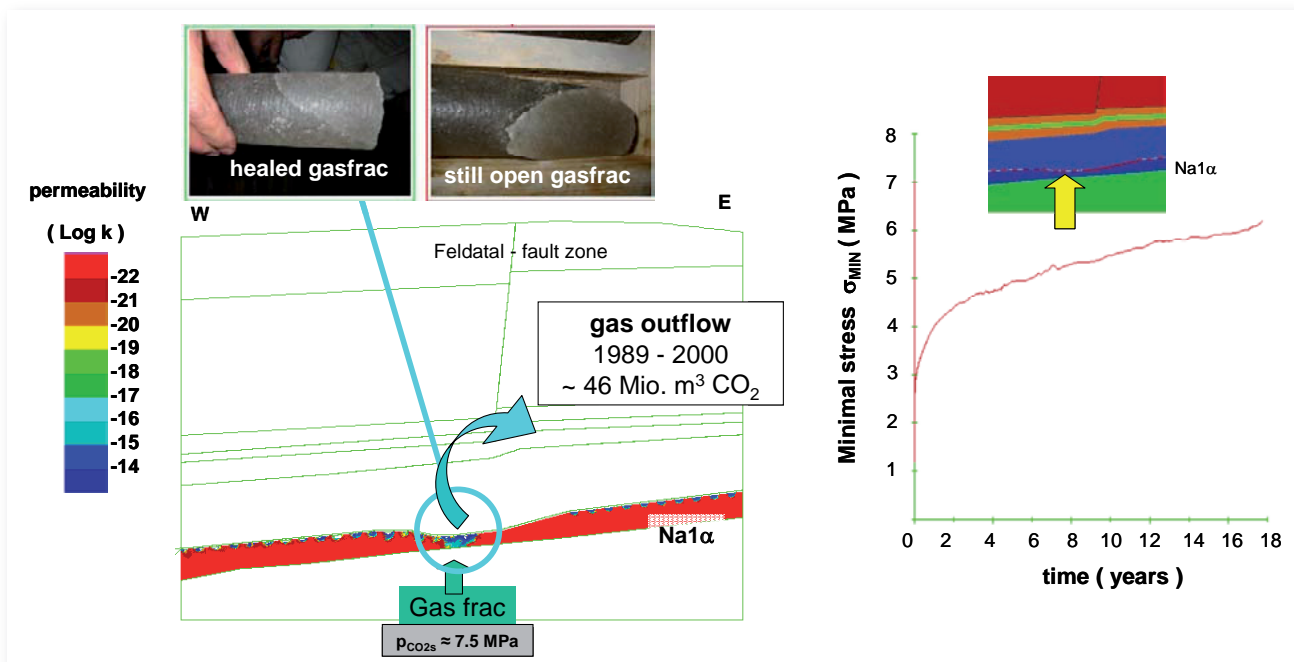 healed gasfrac
still open gasfrac
permeability
( Log k )
-22
-21
-20
-19
-18
-17
-16
-15
-14
W
E
Feldatal - fault zone
gas outflow
1989 - 2000
~ 46 Mio. m³ CO₂
Na1α
Gas frac
pCO2s ≈ 7.5 MPa
Na1α
Minimal stress σMIN ( MPa )
8
7
6
5
4
3
2
1
0 2 4 6 8 10 12 14 16 18
time ( years )